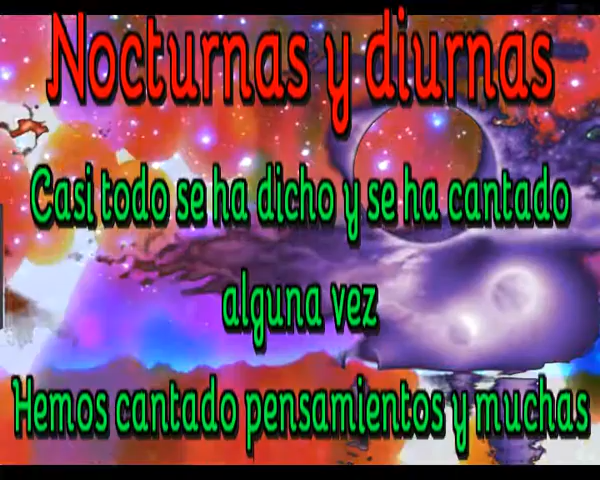 Nocturnas y diurnas
Casi todo se ha dicho y se ha cantado
alguna vez
Hemos cantado pensamientos y muchas